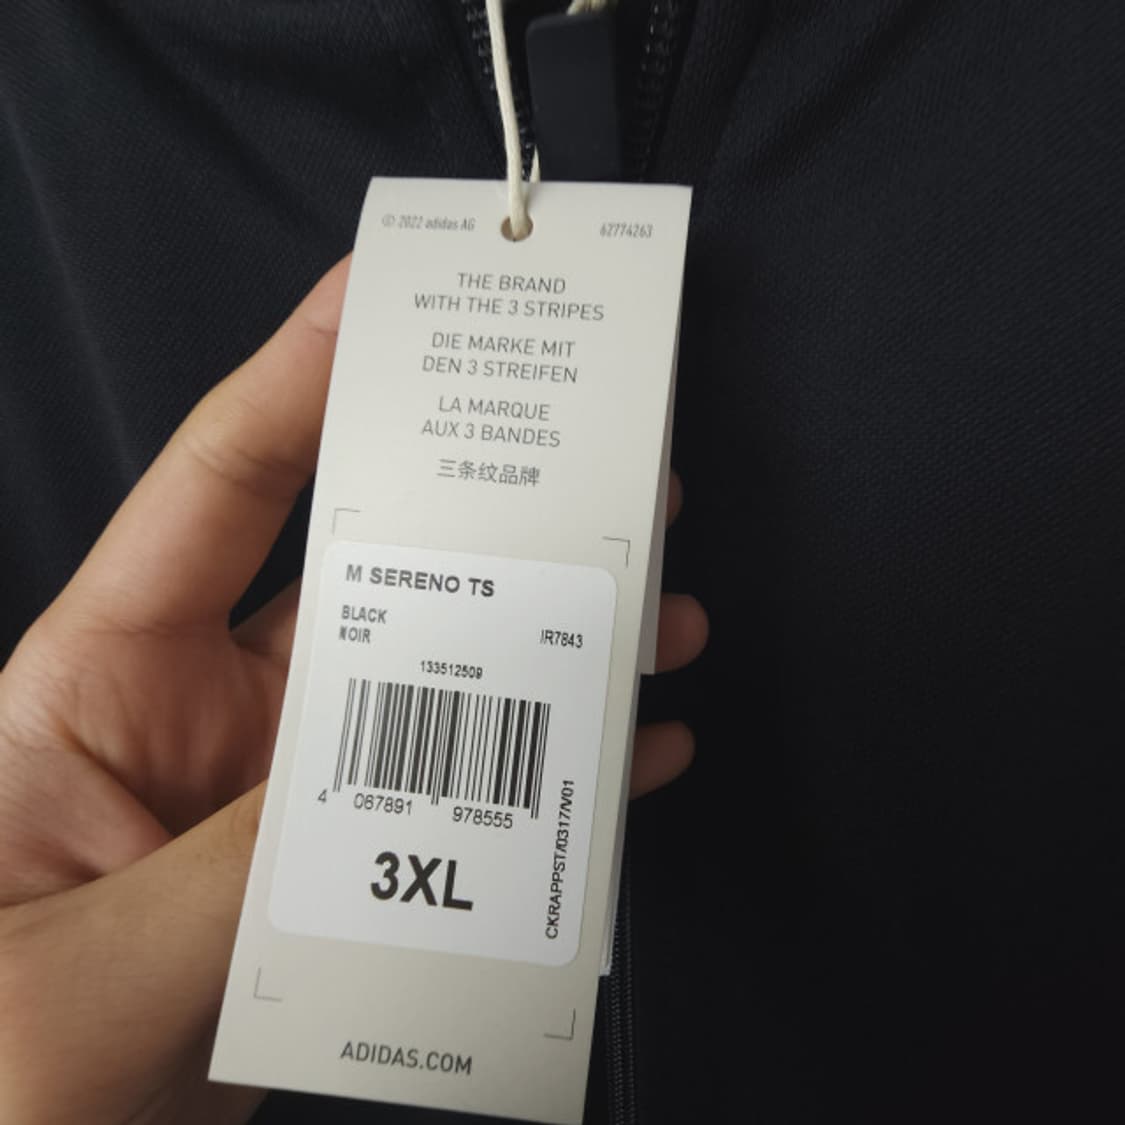 © 2022 adidas AG
62774263
THE BRAND
WITH THE 3 STRIPES
DIE MARKE MIT
DEN 3 STREIFEN
LA MARQUE
AUX 3 BANDES
三条纹品牌
M SERENO TS
BLACK
NOIR
IR7843
133512509
4 067891 978555
3XL
CKRAPPST/0317/V01
ADIDAS.COM